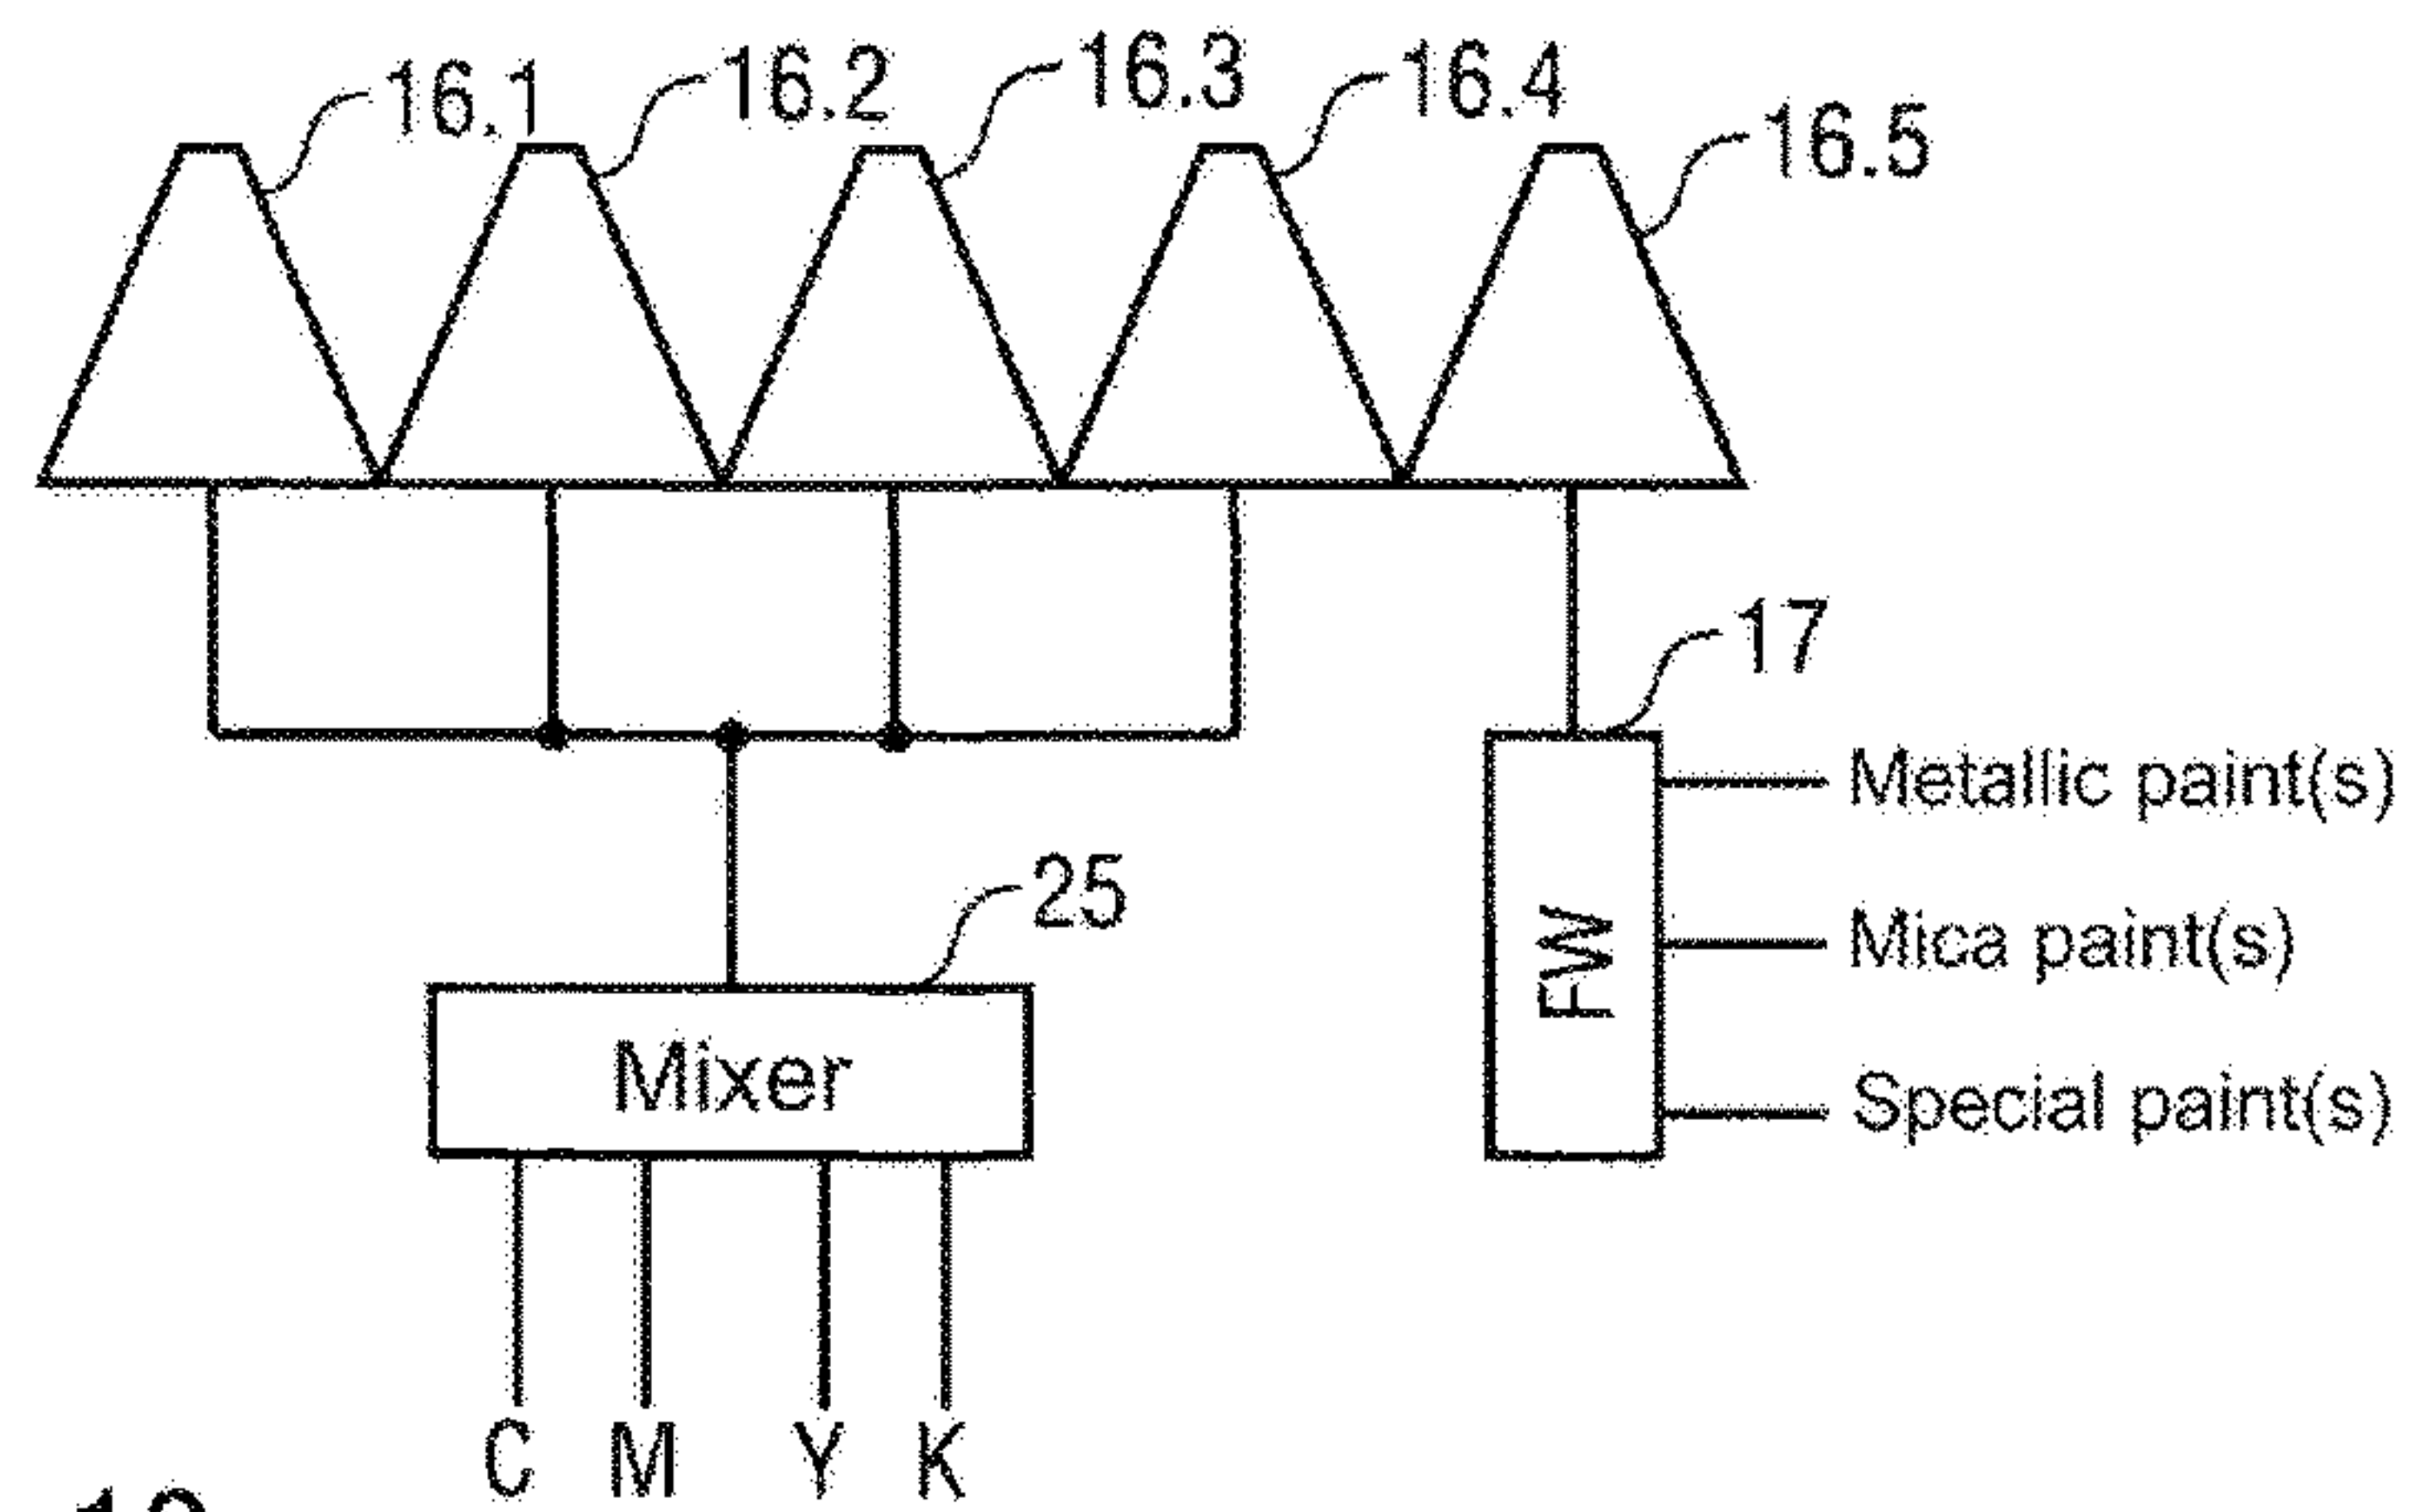 16.1
16.2
16.3
16.4
16.5
17
Metallic paint(s)
25
FW
Mica paint(s)
Mixer
Special paint(s)
C M Y K